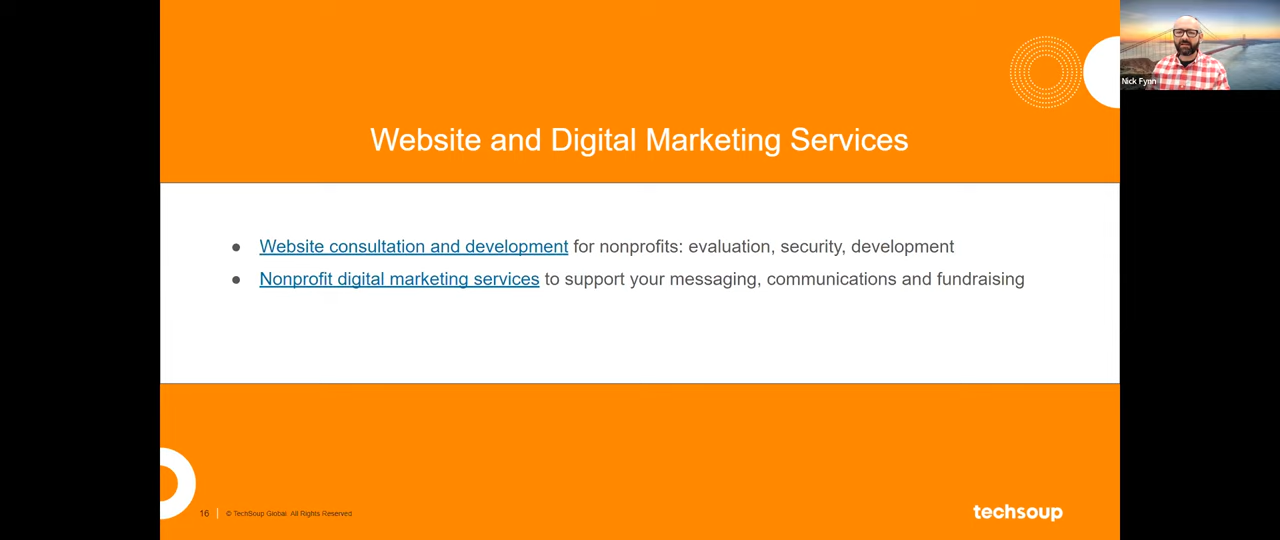 Nick Fynn
Website and Digital Marketing Services
● Website consultation and development for nonprofits: evaluation, security, development
● Nonprofit digital marketing services to support your messaging, communications and fundraising
16 | © TechSoup Global. All Rights Reserved
techsoup